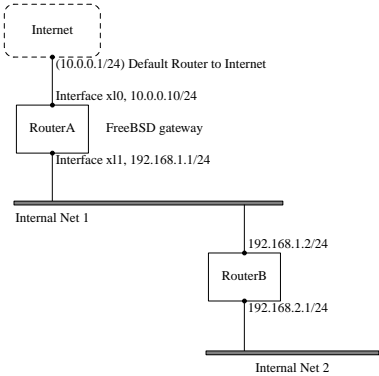 Internet
(10.0.0.1/24) Default Router to Internet
Interface xl0, 10.0.0.10/24
RouterA
FreeBSD gateway
Interface xl1, 192.168.1.1/24
Internal Net 1
192.168.1.2/24
RouterB
192.168.2.1/24
Internal Net 2